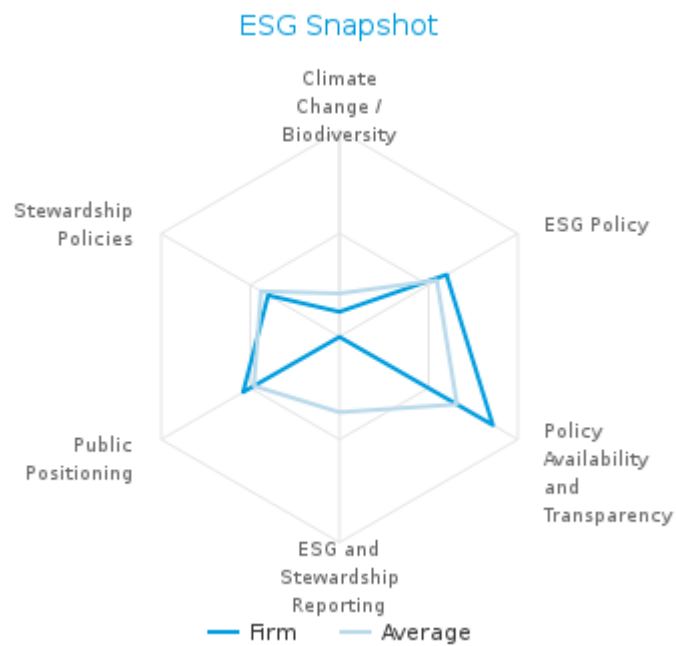 ESG Snapshot
Climate
Change /
Biodiversity
ESG Policy
Policy
Availability
and
Transparency
ESG and
Stewardship
Reporting
Public
Positioning
Stewardship
Policies
Firm
Average